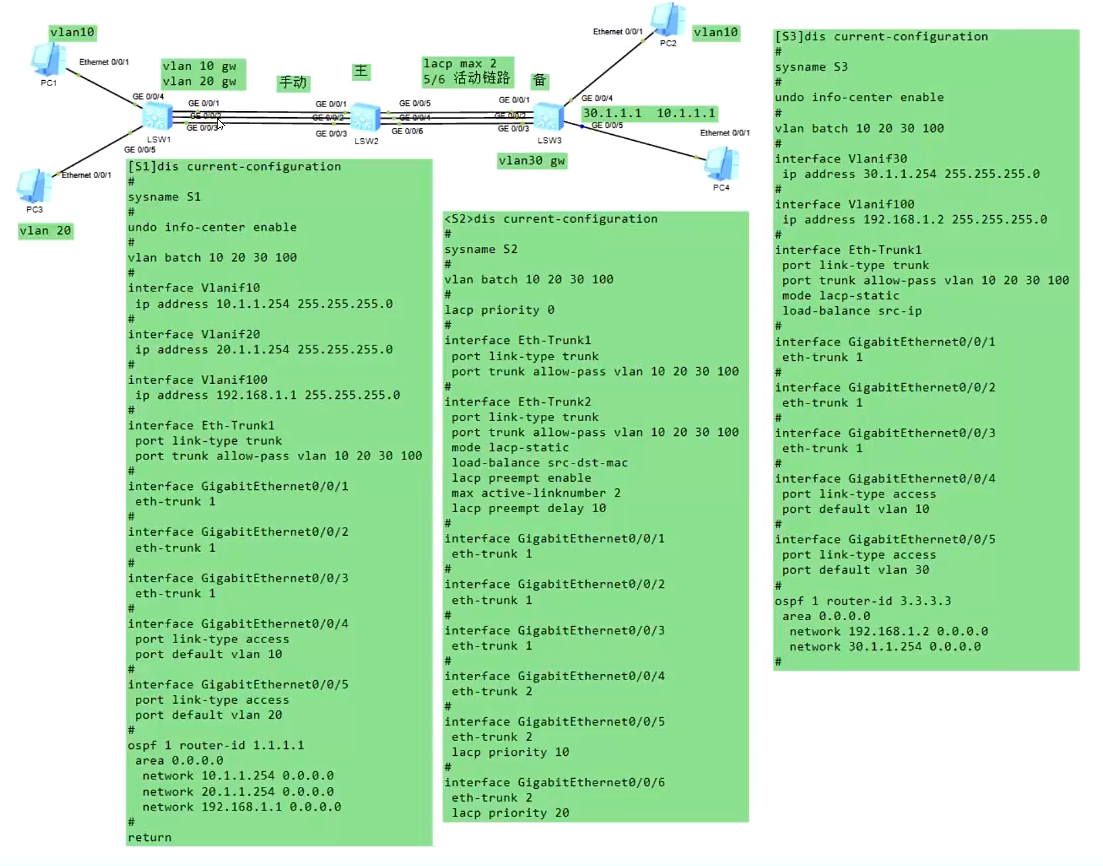 vlan10
Ethernet 0/0/1
PC1
GE 0/0/4
vlan 10 gw
vlan 20 gw
手动
主
lacp max 2
5/6 活动链路
备
Ethernet 0/0/1
PC2
vlan10
GE 0/0/1
GE 0/0/2
GE 0/0/3
LSW1
GE 0/0/5
GE 0/0/1
GE 0/0/2
GE 0/0/3
LSW2
GE 0/0/5
GE 0/0/4
GE 0/0/6
GE 0/0/1
GE 0/0/2
GE 0/0/3
LSW3
GE 0/0/4
30.1.1.1 10.1.1.1
GE 0/0/5
vlan30 gw
Ethernet 0/0/1
PC4
Ethernet 0/0/1
PC3
vlan 20
[S1]dis current-configuration
#
sysname S1
#
undo info-center enable
#
vlan batch 10 20 30 100
#
interface Vlanif10
ip address 10.1.1.254 255.255.255.0
#
interface Vlanif20
ip address 20.1.1.254 255.255.255.0
#
interface Vlanif100
ip address 192.168.1.1 255.255.255.0
#
interface Eth-Trunk1
port link-type trunk
port trunk allow-pass vlan 10 20 30 100
#
interface GigabitEthernet0/0/1
eth-trunk 1
#
interface GigabitEthernet0/0/2
eth-trunk 1
#
interface GigabitEthernet0/0/3
eth-trunk 1
#
interface GigabitEthernet0/0/4
port link-type access
port default vlan 10
#
interface GigabitEthernet0/0/5
port link-type access
port default vlan 20
#
ospf 1 router-id 1.1.1.1
area 0.0.0.0
network 10.1.1.254 0.0.0.0
network 20.1.1.254 0.0.0.0
network 192.168.1.1 0.0.0.0
#
return
<S2>dis current-configuration
#
sysname S2
#
vlan batch 10 20 30 100
#
lacp priority 0
#
interface Eth-Trunk1
port link-type trunk
port trunk allow-pass vlan 10 20 30 100
#
interface Eth-Trunk2
port link-type trunk
port trunk allow-pass vlan 10 20 30 100
mode lacp-static
load-balance src-dst-mac
lacp preempt enable
max active-linknumber 2
lacp preempt delay 10
#
interface GigabitEthernet0/0/1
eth-trunk 1
#
interface GigabitEthernet0/0/2
eth-trunk 1
#
interface GigabitEthernet0/0/3
eth-trunk 1
#
interface GigabitEthernet0/0/4
eth-trunk 2
#
interface GigabitEthernet0/0/5
eth-trunk 2
lacp priority 10
#
interface GigabitEthernet0/0/6
eth-trunk 2
lacp priority 20
[S3]dis current-configuration
#
sysname S3
#
undo info-center enable
#
vlan batch 10 20 30 100
#
interface Vlanif30
ip address 30.1.1.254 255.255.255.0
#
interface Vlanif100
ip address 192.168.1.2 255.255.255.0
#
interface Eth-Trunk1
port link-type trunk
port trunk allow-pass vlan 10 20 30 100
mode lacp-static
load-balance src-ip
#
interface GigabitEthernet0/0/1
eth-trunk 1
#
interface GigabitEthernet0/0/2
eth-trunk 1
#
interface GigabitEthernet0/0/3
eth-trunk 1
#
interface GigabitEthernet0/0/4
port link-type access
port default vlan 10
#
interface GigabitEthernet0/0/5
port link-type access
port default vlan 30
#
ospf 1 router-id 3.3.3.3
area 0.0.0.0
network 192.168.1.2 0.0.0.0
network 30.1.1.254 0.0.0.0
#